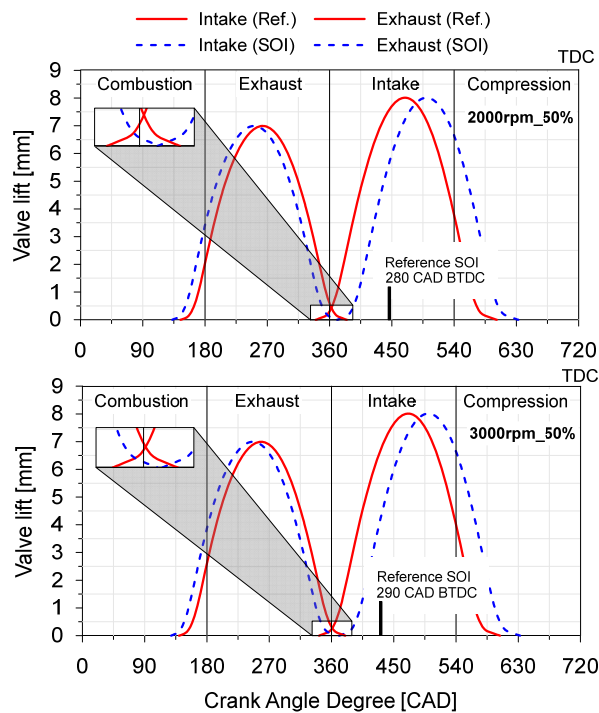 Intake (Ref.) Exhaust (Ref.)
Intake (SOI) Exhaust (SOI)
TDC
9
8
7
6
5
4
3
2
1
0
Valve lift [mm]
Combustion Exhaust Intake Compression
2000rpm_50%
Reference SOI
280 CAD BTDC
0 90 180 270 360 450 540 630 720
TDC
9
8
7
6
5
4
3
2
1
0
Valve lift [mm]
Combustion Exhaust Intake Compression
3000rpm_50%
Reference SOI
290 CAD BTDC
0 90 180 270 360 450 540 630 720
Crank Angle Degree [CAD]